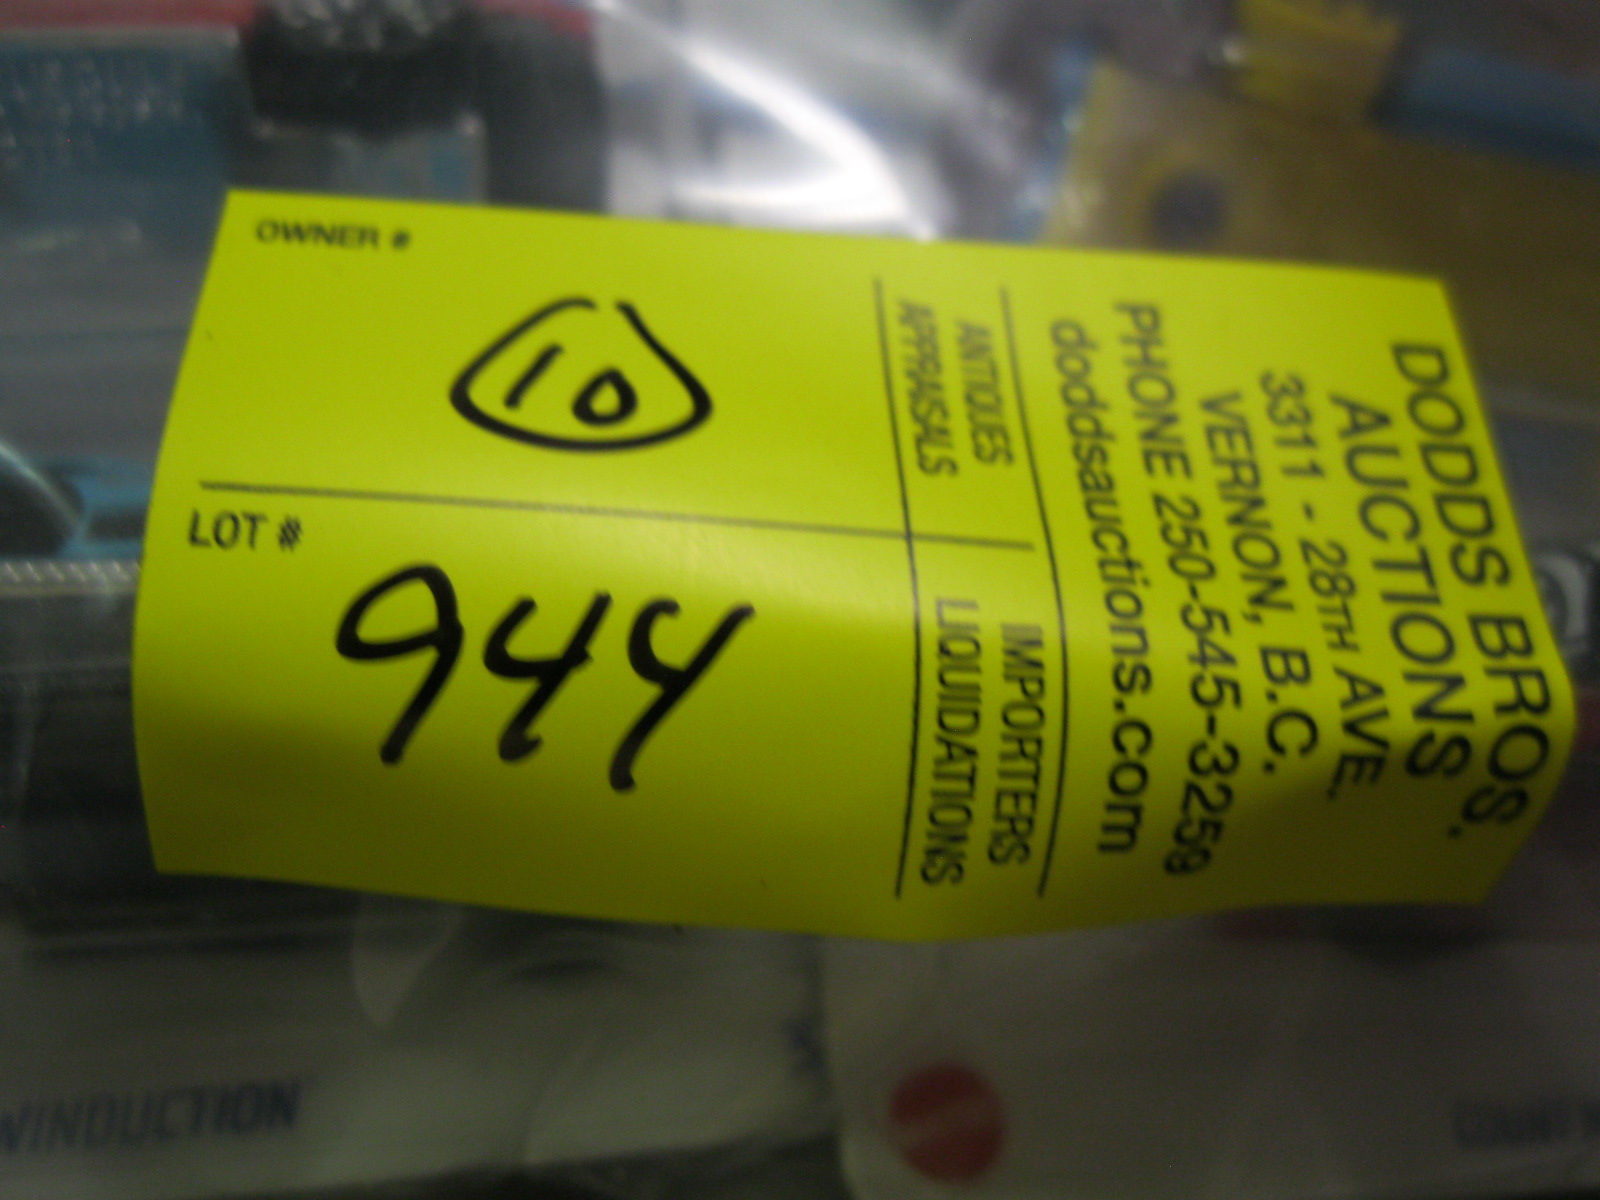 DODDS BROS.
AUCTIONS
3311 - 28TH AVE.
VERNON, B.C.
PHONE 250-545-3259
doddsauctions.com
ANTIQUES
APPRAISALS
IMPORTERS
LIQUIDATIONS
OWNER #
10
LOT #
944
WINDUCTION